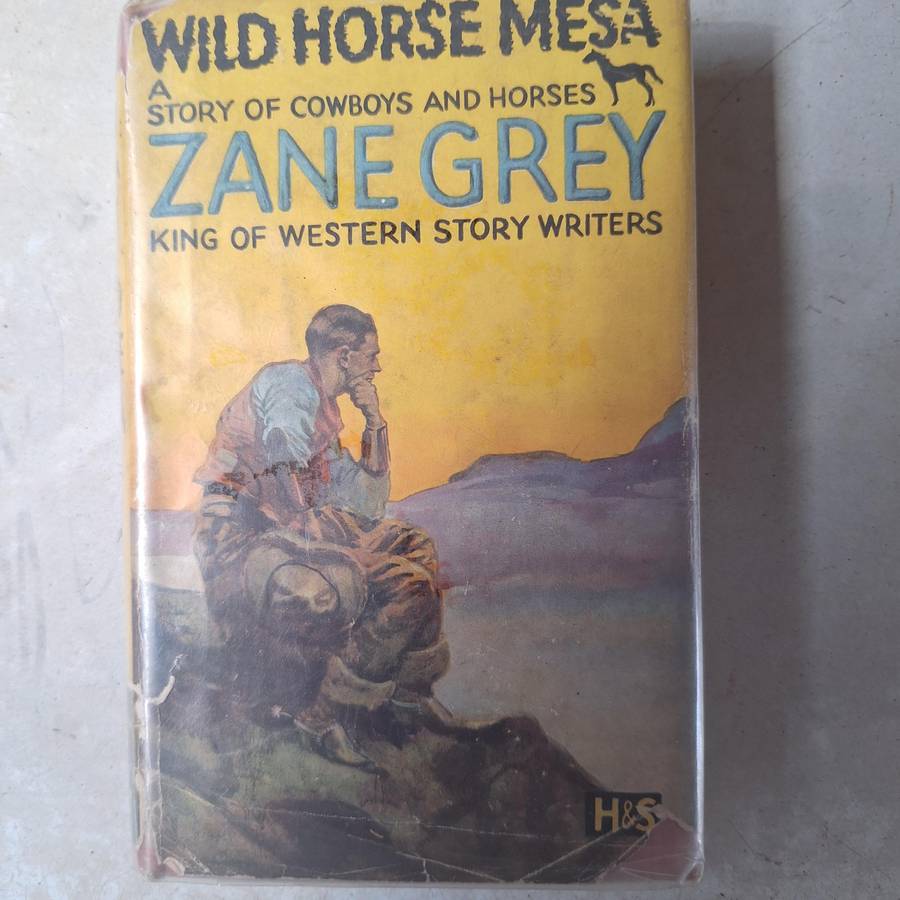 WILD HORSE MESA
A
STORY OF COWBOYS AND HORSES
ZANE GREY
KING OF WESTERN STORY WRITERS
H&S